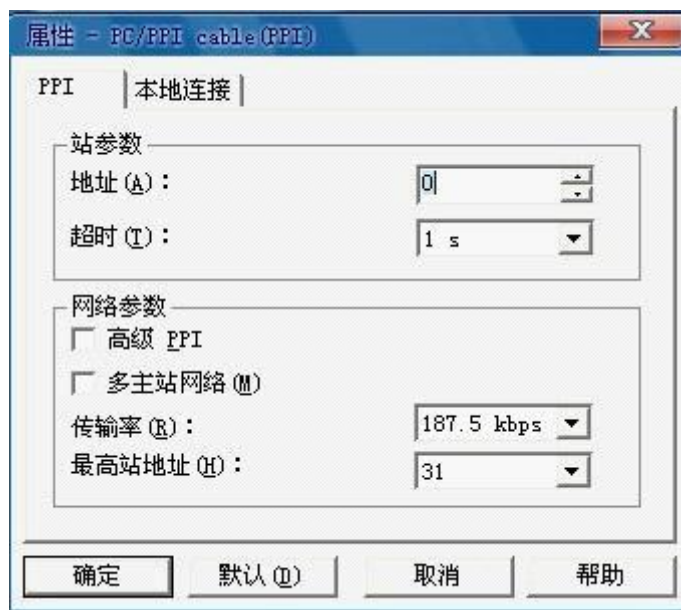 属性 - PC/PPI cable(PPI)
PPI 本地连接
站参数
地址(A)： 0
超时(T)： 1 s
网络参数
高级 PPI
多主站网络(M)
传输率(R)： 187.5 kbps
最高站地址(H)： 31
确定 默认(D) 取消 帮助